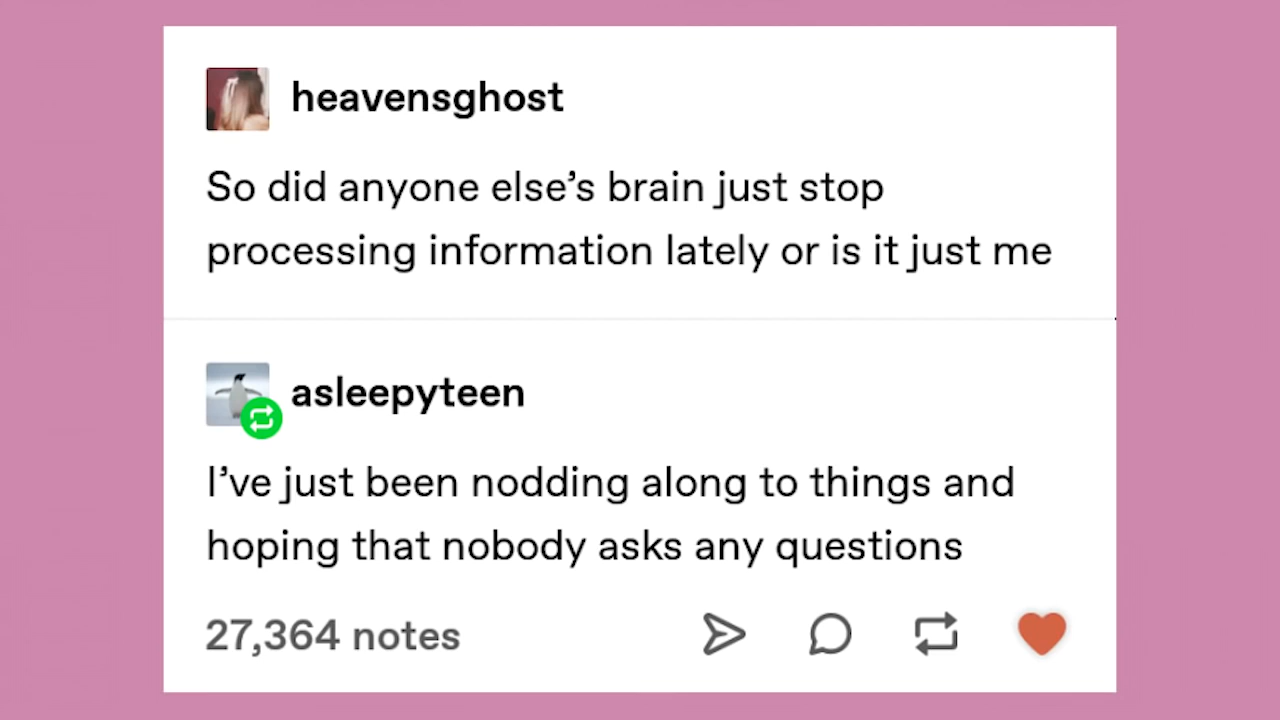 heavensghost
So did anyone else’s brain just stop
processing information lately or is it just me
asleepyteen
I’ve just been nodding along to things and
hoping that nobody asks any questions
27,364 notes